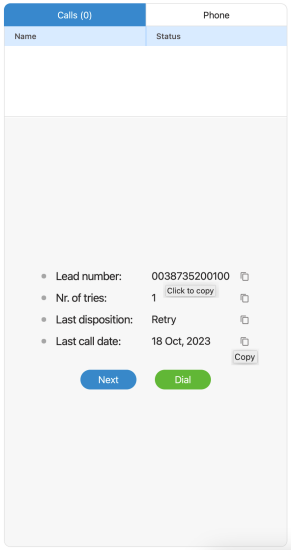 Calls (0) Phone
Name Status
Lead number: 0038735200100
Click to copy
Nr. of tries: 1
Last disposition: Retry
Last call date: 18 Oct, 2023
Copy
Next Dial